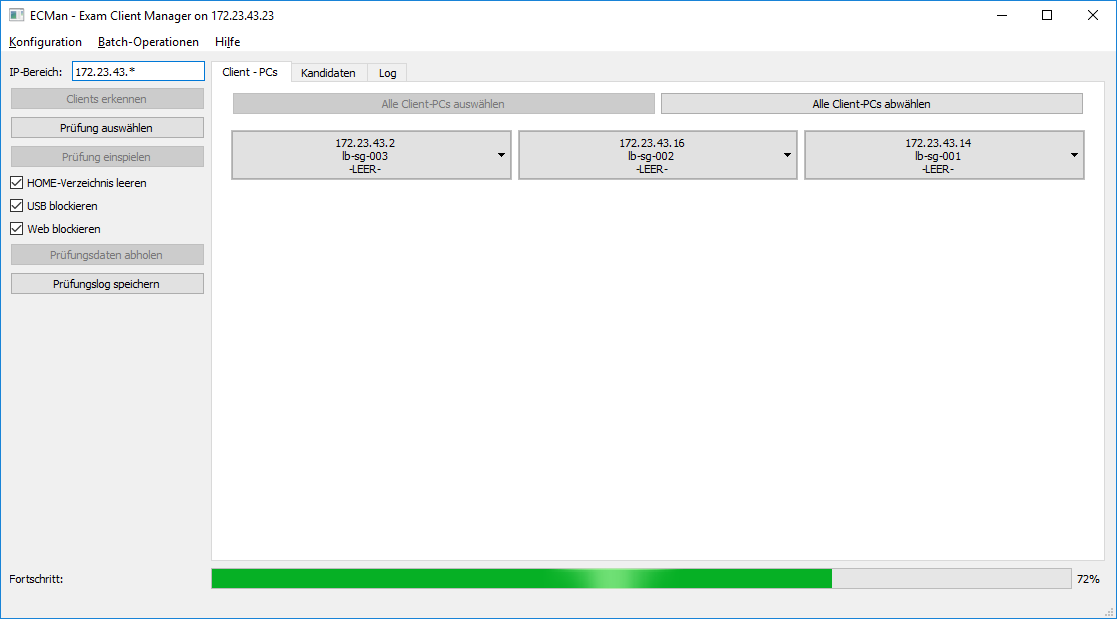 ECMan - Exam Client Manager on 172.23.43.23
Konfiguration Batch-Operationen Hilfe
IP-Bereich: 172.23.43.*
Clients erkennen
Prüfung auswählen
Prüfung einspielen
HOME-Verzeichnis leeren
USB blockieren
Web blockieren
Prüfungsdaten abholen
Prüfungslog speichern
Client - PCs Kandidaten Log
Alle Client-PCs auswählen Alle Client-PCs abwählen
172.23.43.2
lb-sg-003
-LEER-
172.23.43.16
lb-sg-002
-LEER-
172.23.43.14
lb-sg-001
-LEER-
Fortschritt: 72%